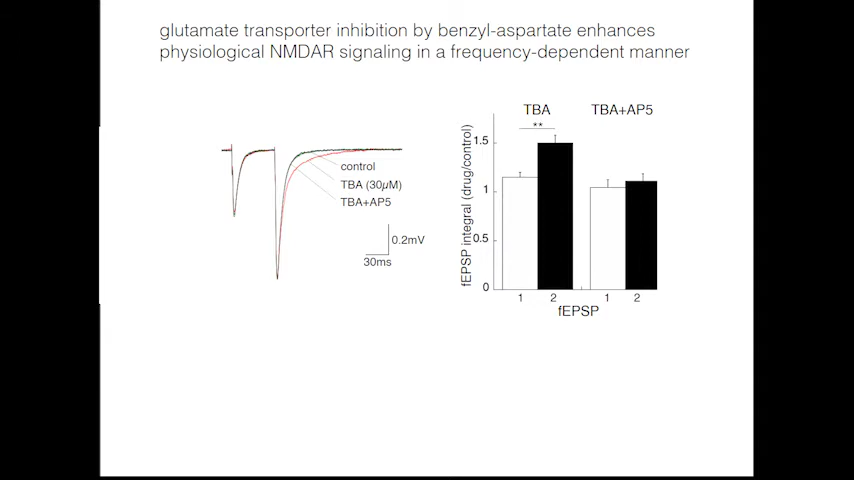 glutamate transporter inhibition by benzyl-aspartate enhances
physiological NMDAR signaling in a frequency-dependent manner
control
TBA (30µM)
TBA+AP5
0.2mV
30ms
TBA
TBA+AP5
**
fEPSP integral (drug/control)
1.5
1
0.5
0
1
2
1
2
fEPSP